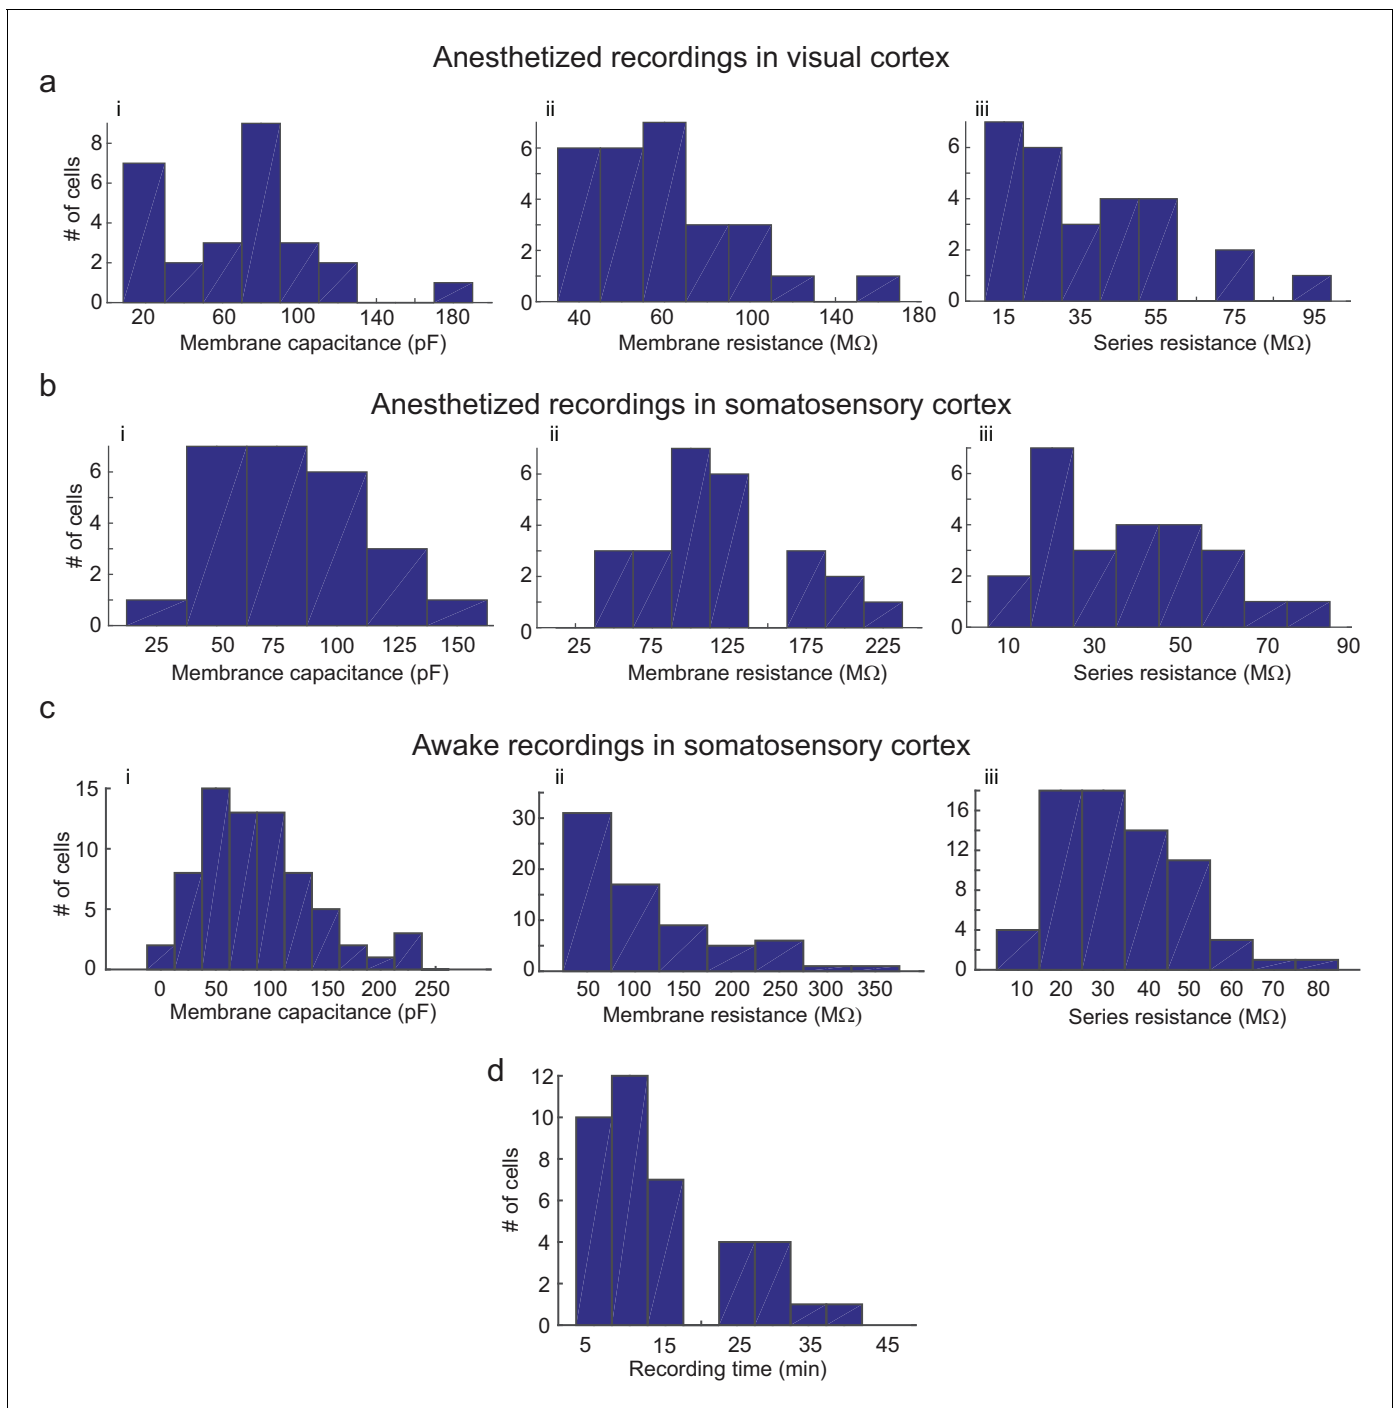 Anesthetized recordings in visual cortex
a
i
ii
iii
# of cells
8
6
4
2
0
20 60 100 140 180
Membrane capacitance (pF)
6
4
2
0
40 60 100 140 180
Membrane resistance (MΩ)
6
4
2
0
15 35 55 75 95
Series resistance (MΩ)
b
Anesthetized recordings in somatosensory cortex
i
ii
iii
# of cells
6
4
2
0
25 50 75 100 125 150
Membrance capacitance (pF)
6
4
2
0
25 75 125 175 225
Membrane resistance (MΩ)
6
4
2
0
10 30 50 70 90
Series resistance (MΩ)
c
Awake recordings in somatosensory cortex
i
ii
iii
# of cells
15
10
5
0
0 50 100 150 200 250
Membrane capacitance (pF)
30
20
10
0
50 100 150 200 250 300 350
Membrane resistance (MΩ)
16
12
8
4
0
10 20 30 40 50 60 70 80
Series resistance (MΩ)
d
# of cells
12
10
8
6
4
2
0
5 15 25 35 45
Recording time (min)